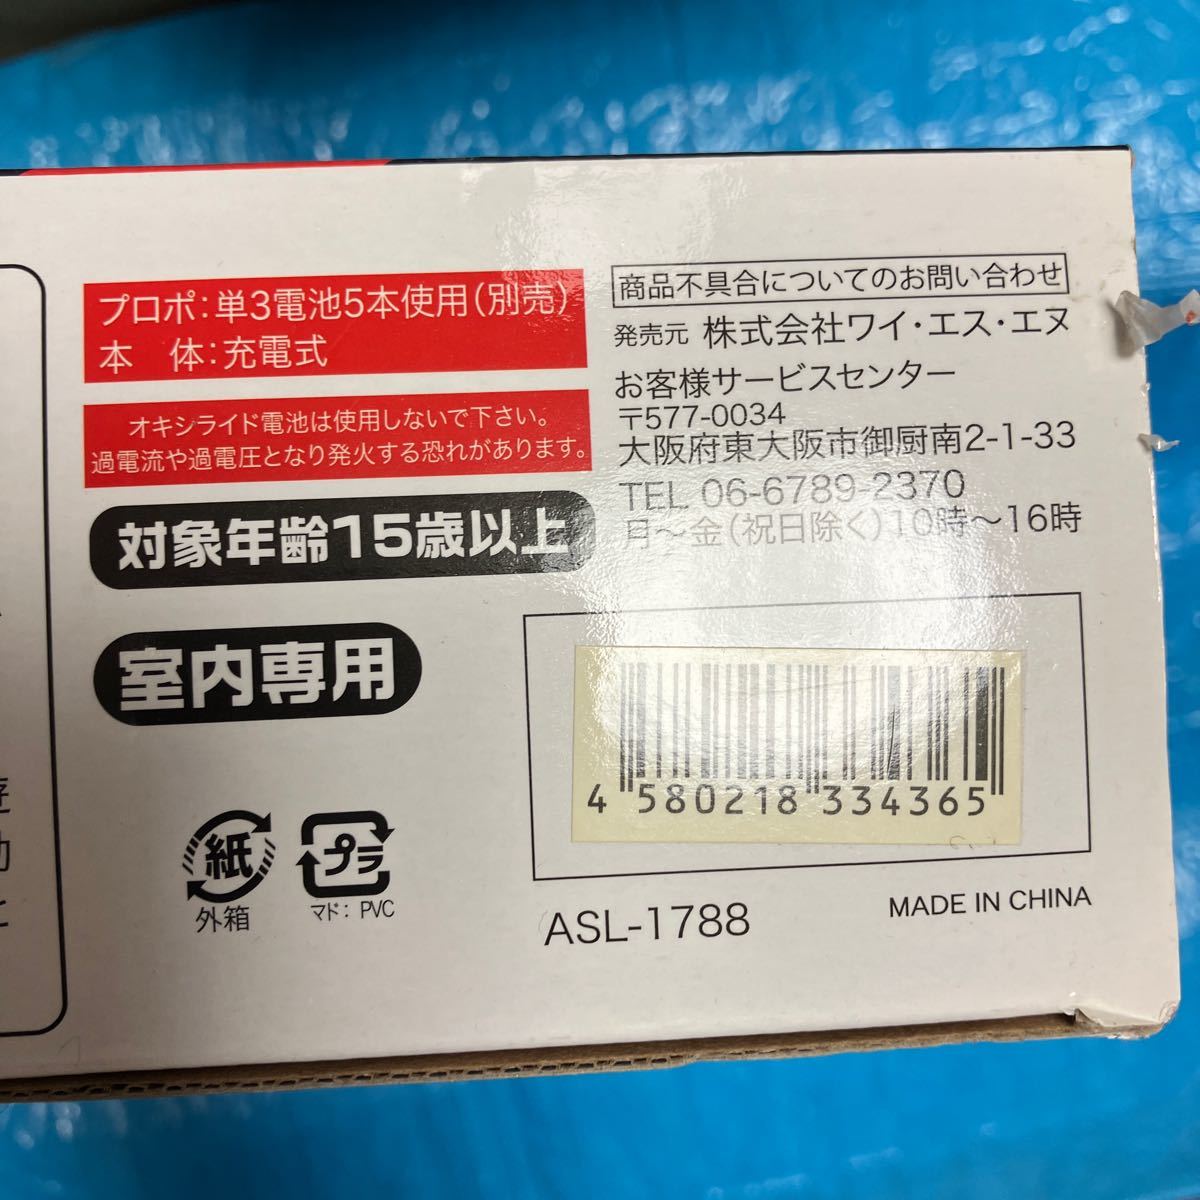 プロポ：単3電池5本使用（別売）
本　体：充電式
オキシライド電池は使用しないで下さい。
過電流や過電圧となり発火する恐れがあります。
対象年齢15歳以上
室内専用
紙
外箱
プラ
マド： PVC
商品不具合についてのお問い合わせ
発売元 株式会社ワイ・エス・エヌ
お客様サービスセンター
〒577-0034
大阪府東大阪市御厨南2-1-33
TEL 06-6789-2370
月〜金（祝日除く）10時〜16時
4 580218 334365
ASL-1788
MADE IN CHINA